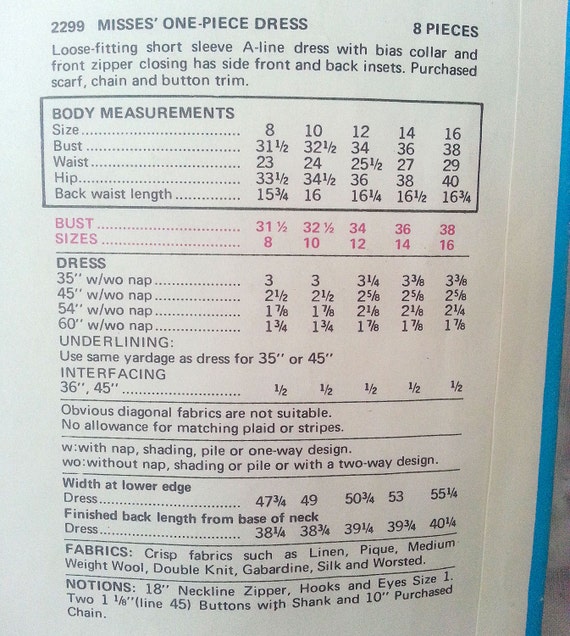 2299 MISSES' ONE-PIECE DRESS 8 PIECES
Loose-fitting short sleeve A-line dress with bias collar and
front zipper closing has side front and back insets. Purchased
scarf, chain and button trim.
BODY MEASUREMENTS
Size........................................ 8 10 12 14 16
Bust ....................................... 31½ 32½ 34 36 38
Waist...................................... 23 24 25½ 27 29
Hip......................................... 33½ 34½ 36 38 40
Back waist length ................ 15¾ 16 16¼ 16½ 16¾
BUST ................................... 31 ½ 32 ½ 34 36 38
SIZES .................................. 8 10 12 14 16
DRESS
35'' w/wo nap..................... 3 3 3¼ 3⅜ 3⅜
45'' w/wo nap..................... 2½ 2½ 2⅝ 2⅝ 2⅝
54'' w/wo nap..................... 1⅞ 1⅞ 2⅛ 2⅛ 2¼
60'' w/wo nap..................... 1¾ 1¾ 1⅞ 1⅞ 1⅞
UNDERLINING:
Use same yardage as dress for 35'' or 45''
INTERFACING
36'', 45'' ............................. ½ ½ ½ ½ ½
Obvious diagonal fabrics are not suitable.
No allowance for matching plaid or stripes.
w:with nap, shading, pile or one-way design.
wo:without nap, shading or pile or with a two-way design.
Width at lower edge
Dress................................... 47¾ 49 50¾ 53 55¼
Finished back length from base of neck
Dress................................... 38¼ 38¾ 39¼ 39¾ 40¼
FABRICS: Crisp fabrics such as Linen, Pique, Medium
Weight Wool, Double Knit, Gabardine, Silk and Worsted.
NOTIONS: 18'' Neckline Zipper, Hooks and Eyes Size 1.
Two 1 ⅛''(line 45) Buttons with Shank and 10'' Purchased
Chain.